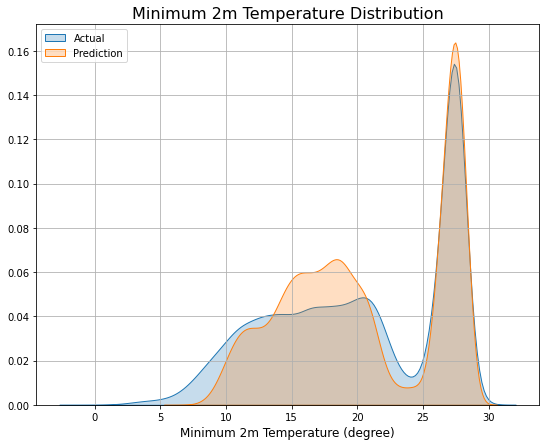 Minimum 2m Temperature Distribution
Actual
Prediction
0.16
0.14
0.12
0.10
0.08
0.06
0.04
0.02
0.00
0 5 10 15 20 25 30
Minimum 2m Temperature (degree)